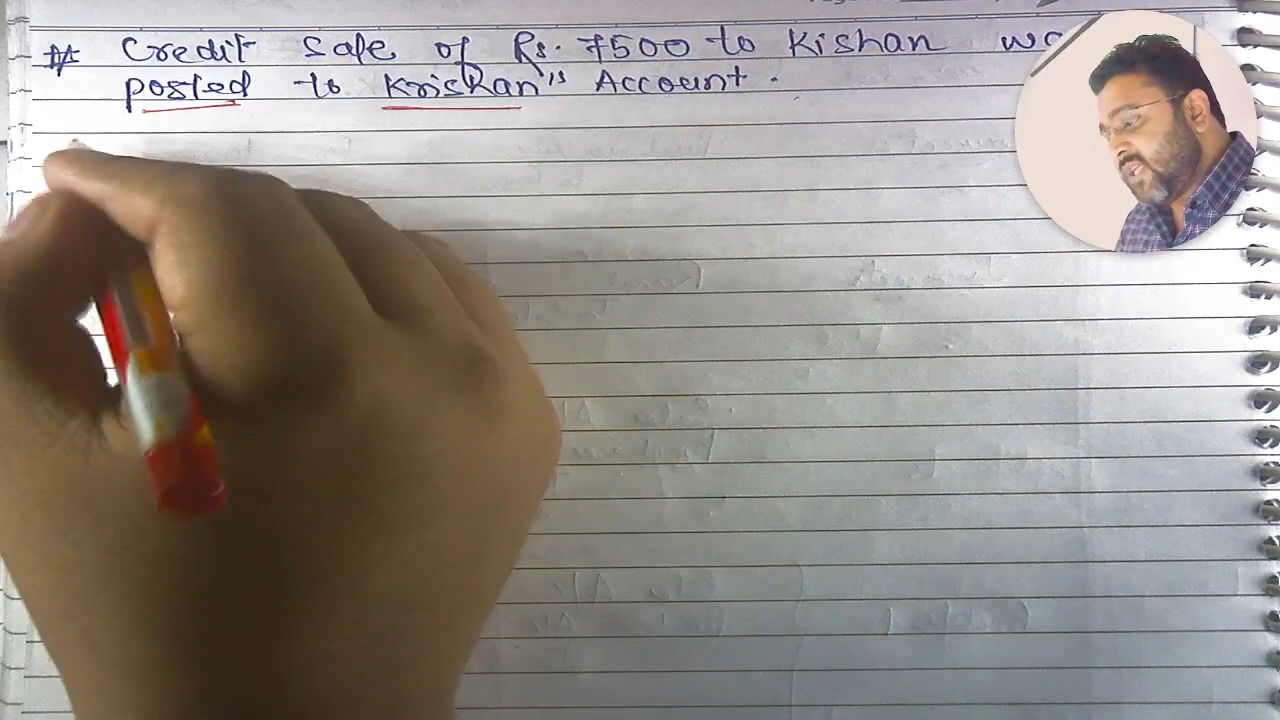 Credit Sale of Rs. 7500 to Kishan
posted to Krishan's Account.